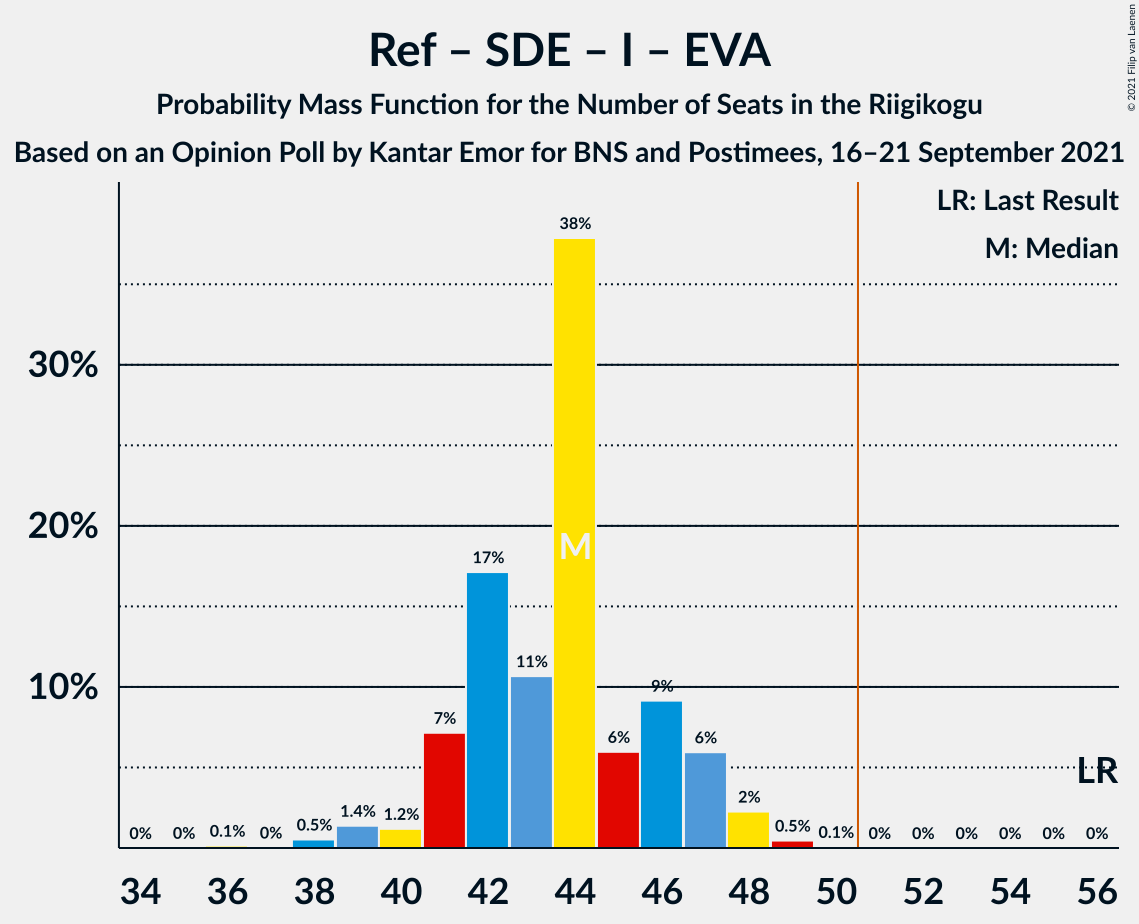 Ref – SDE – I – EVA
Probability Mass Function for the Number of Seats in the Riigikogu
Based on an Opinion Poll by Kantar Emor for BNS and Postimees, 16–21 September 2021
© 2021 Filip van Laenen
LR: Last Result
M: Median
30%
20%
10%
0% 0% 0.1% 0% 0.5% 1.4% 1.2% 7% 17% 11% 38% 6% 9% 6% 2% 0.5% 0.1% 0% 0% 0% 0% 0% 0%
M
LR
34 36 38 40 42 44 46 48 50 52 54 56